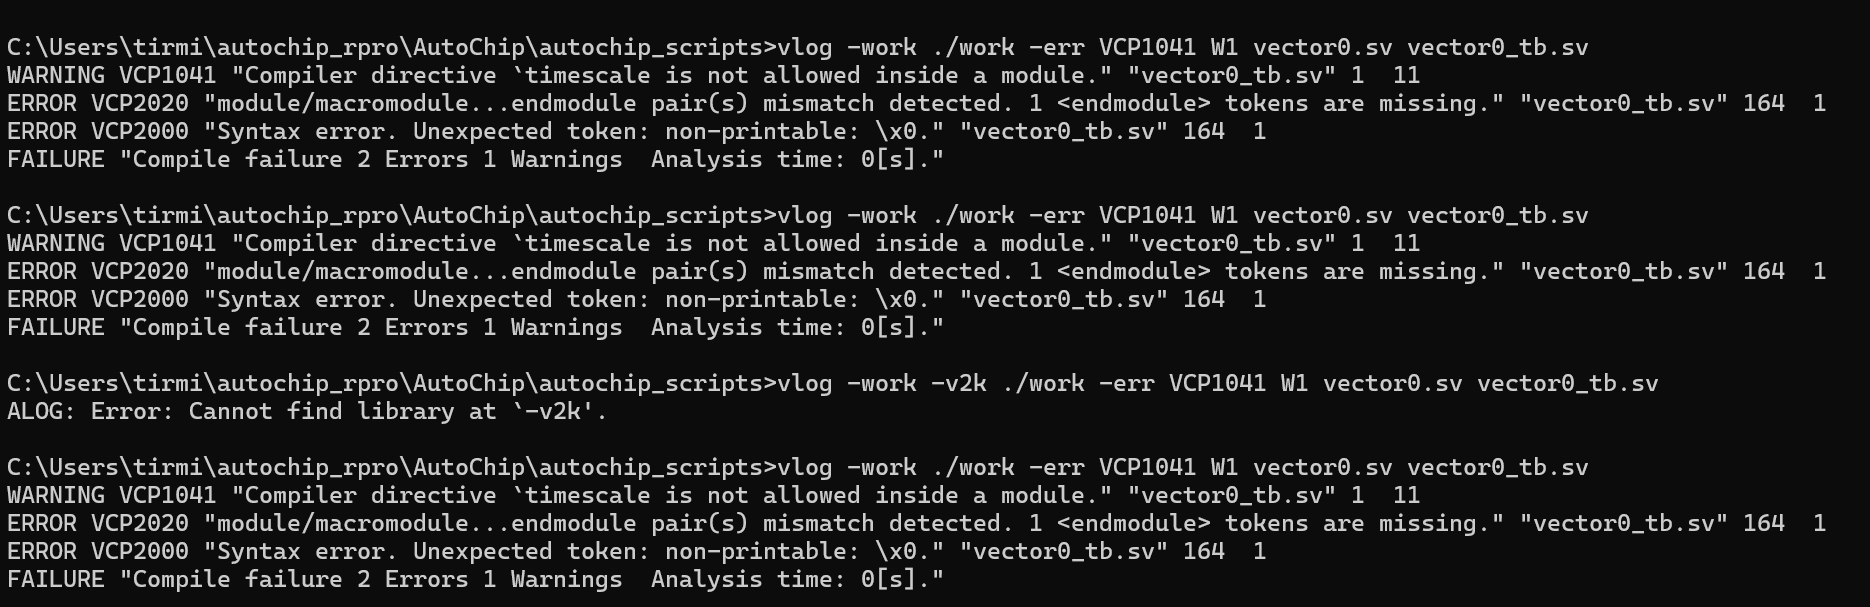 C:\Users\tirmi\autochip_rpro\AutoChip\autochip_scripts>vlog -work ./work -err VCP1041 W1 vector0.sv vector0_tb.sv
WARNING VCP1041 "Compiler directive `timescale is not allowed inside a module." "vector0_tb.sv" 1  11
ERROR VCP2020 "module/macromodule...endmodule pair(s) mismatch detected. 1 <endmodule> tokens are missing." "vector0_tb.sv" 164  1
ERROR VCP2000 "Syntax error. Unexpected token: non-printable: \x0." "vector0_tb.sv" 164  1
FAILURE "Compile failure 2 Errors 1 Warnings  Analysis time: 0[s]."
C:\Users\tirmi\autochip_rpro\AutoChip\autochip_scripts>vlog -work ./work -err VCP1041 W1 vector0.sv vector0_tb.sv
WARNING VCP1041 "Compiler directive `timescale is not allowed inside a module." "vector0_tb.sv" 1  11
ERROR VCP2020 "module/macromodule...endmodule pair(s) mismatch detected. 1 <endmodule> tokens are missing." "vector0_tb.sv" 164  1
ERROR VCP2000 "Syntax error. Unexpected token: non-printable: \x0." "vector0_tb.sv" 164  1
FAILURE "Compile failure 2 Errors 1 Warnings  Analysis time: 0[s]."
C:\Users\tirmi\autochip_rpro\AutoChip\autochip_scripts>vlog -work -v2k ./work -err VCP1041 W1 vector0.sv vector0_tb.sv
ALOG: Error: Cannot find library at `-v2k'.
C:\Users\tirmi\autochip_rpro\AutoChip\autochip_scripts>vlog -work ./work -err VCP1041 W1 vector0.sv vector0_tb.sv
WARNING VCP1041 "Compiler directive `timescale is not allowed inside a module." "vector0_tb.sv" 1  11
ERROR VCP2020 "module/macromodule...endmodule pair(s) mismatch detected. 1 <endmodule> tokens are missing." "vector0_tb.sv" 164  1
ERROR VCP2000 "Syntax error. Unexpected token: non-printable: \x0." "vector0_tb.sv" 164  1
FAILURE "Compile failure 2 Errors 1 Warnings  Analysis time: 0[s]."